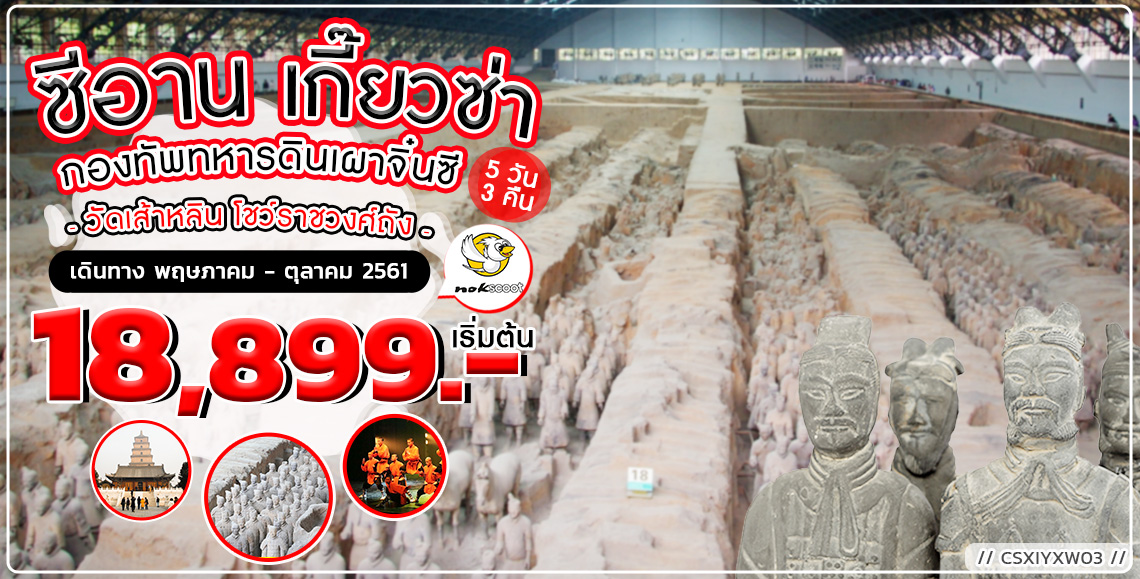 ซีอาน เกี๊ยวซ่า
กองทัพทหารดินเผาจิ๋นซี
5 วัน
3 คืน
- วัดเส้าหลิน โชว์ราชวงศ์ถัง -
เดินทาง พฤษภาคม - ตุลาคม 2561
nokscoot
18,899.-
เริ่มต้น
18
// CSXIYXW03 //